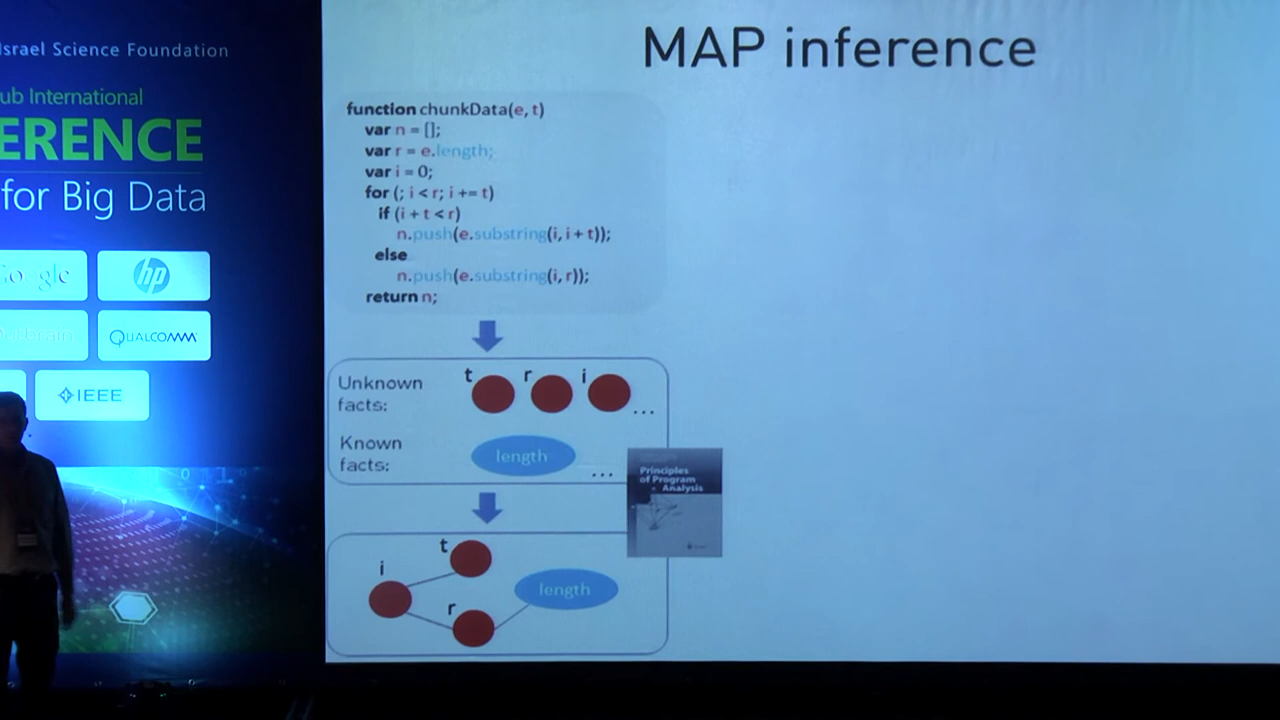 Israel Science Foundation
ub International
ERENCE
for Big Data
Google
hp
Outbrain
QUALCOMM
IEEE
MAP inference
function chunkData(e, t)
var n = [];
var r = e.length;
var i = 0;
for (; i < r; i += t)
if (i + t < r)
n.push(e.substring(i, i + t));
else
n.push(e.substring(i, r));
return n;
Unknown facts:
t r i
...
Known facts:
length
...
Principles
of Program
Analysis
t
i
length
r